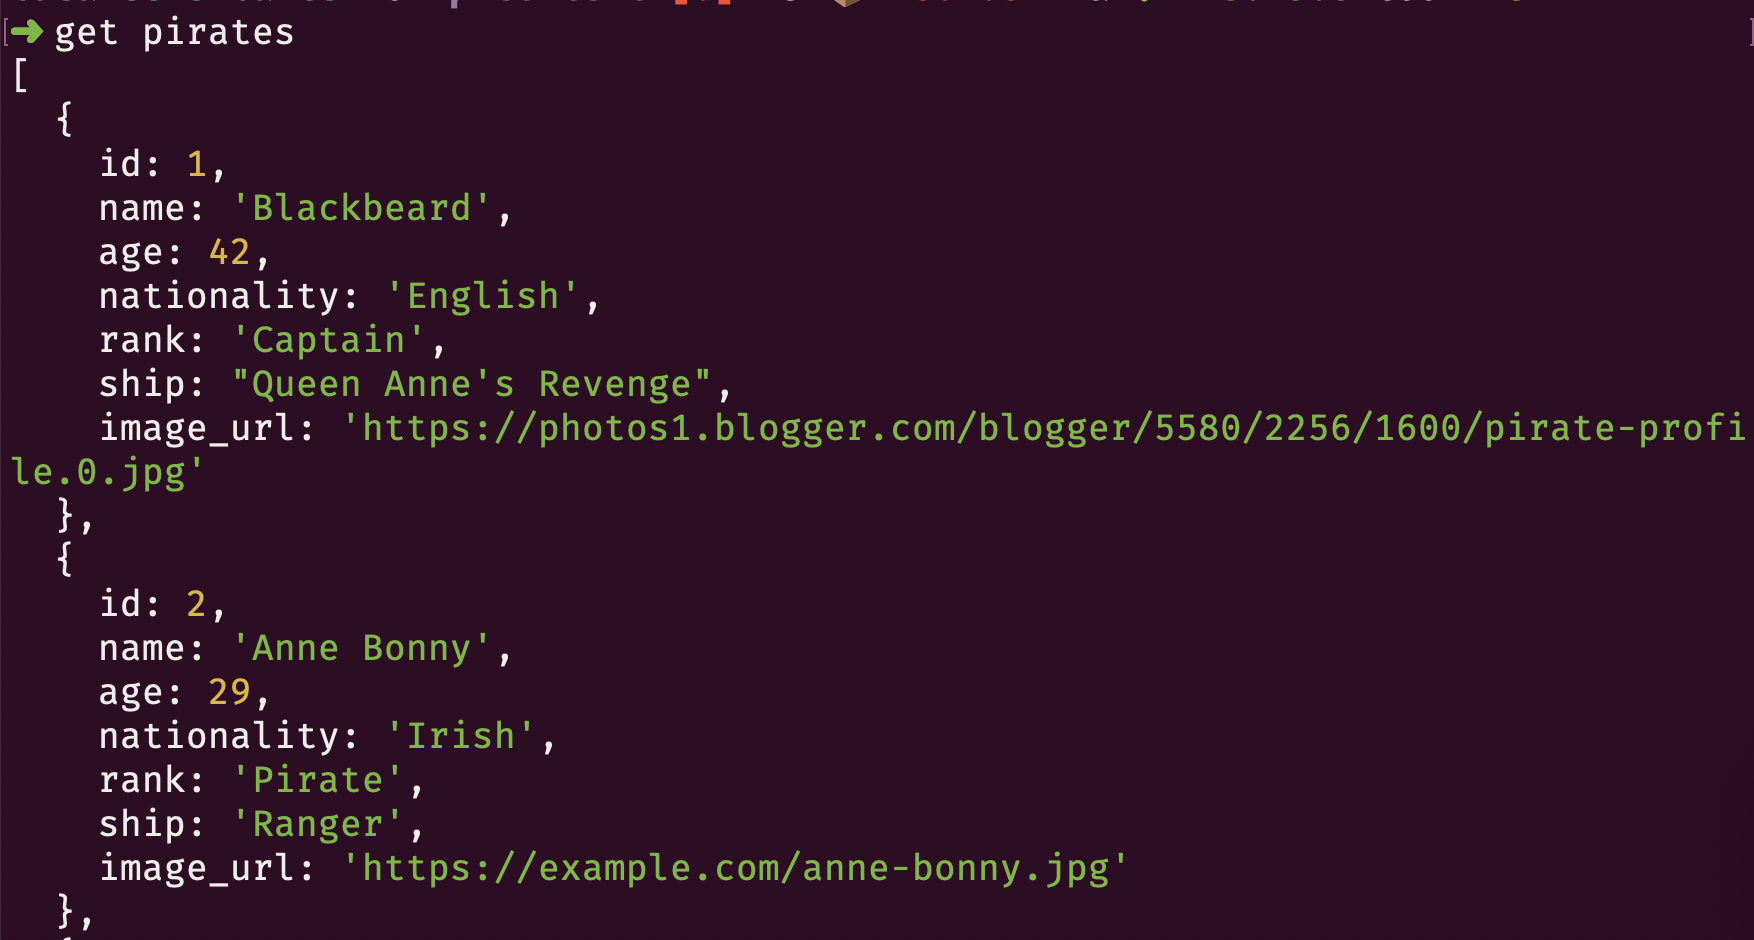 ➜ get pirates
[
  {
    id: 1,
    name: 'Blackbeard',
    age: 42,
    nationality: 'English',
    rank: 'Captain',
    ship: "Queen Anne's Revenge",
    image_url: 'https://photos1.blogger.com/blogger/5580/2256/1600/pirate-profi
le.0.jpg'
  },
  {
    id: 2,
    name: 'Anne Bonny',
    age: 29,
    nationality: 'Irish',
    rank: 'Pirate',
    ship: 'Ranger',
    image_url: 'https://example.com/anne-bonny.jpg'
  },